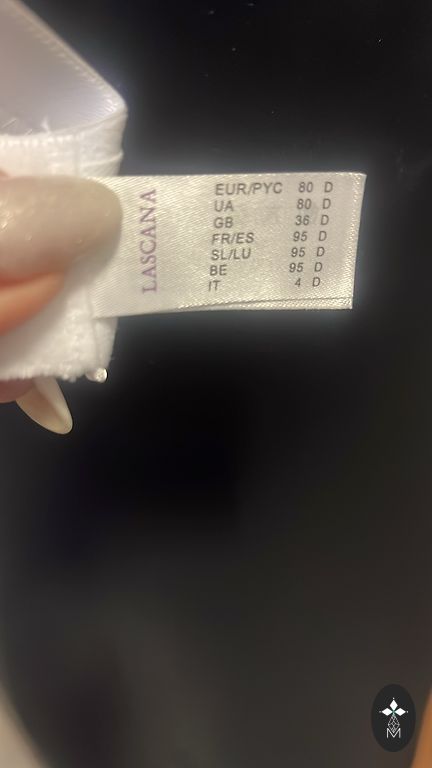 LASCANA
EUR/PYC 80 D
UA 80 D
GB 36 D
FR/ES 95 D
SL/LU 95 D
BE 95 D
IT 4 D
M